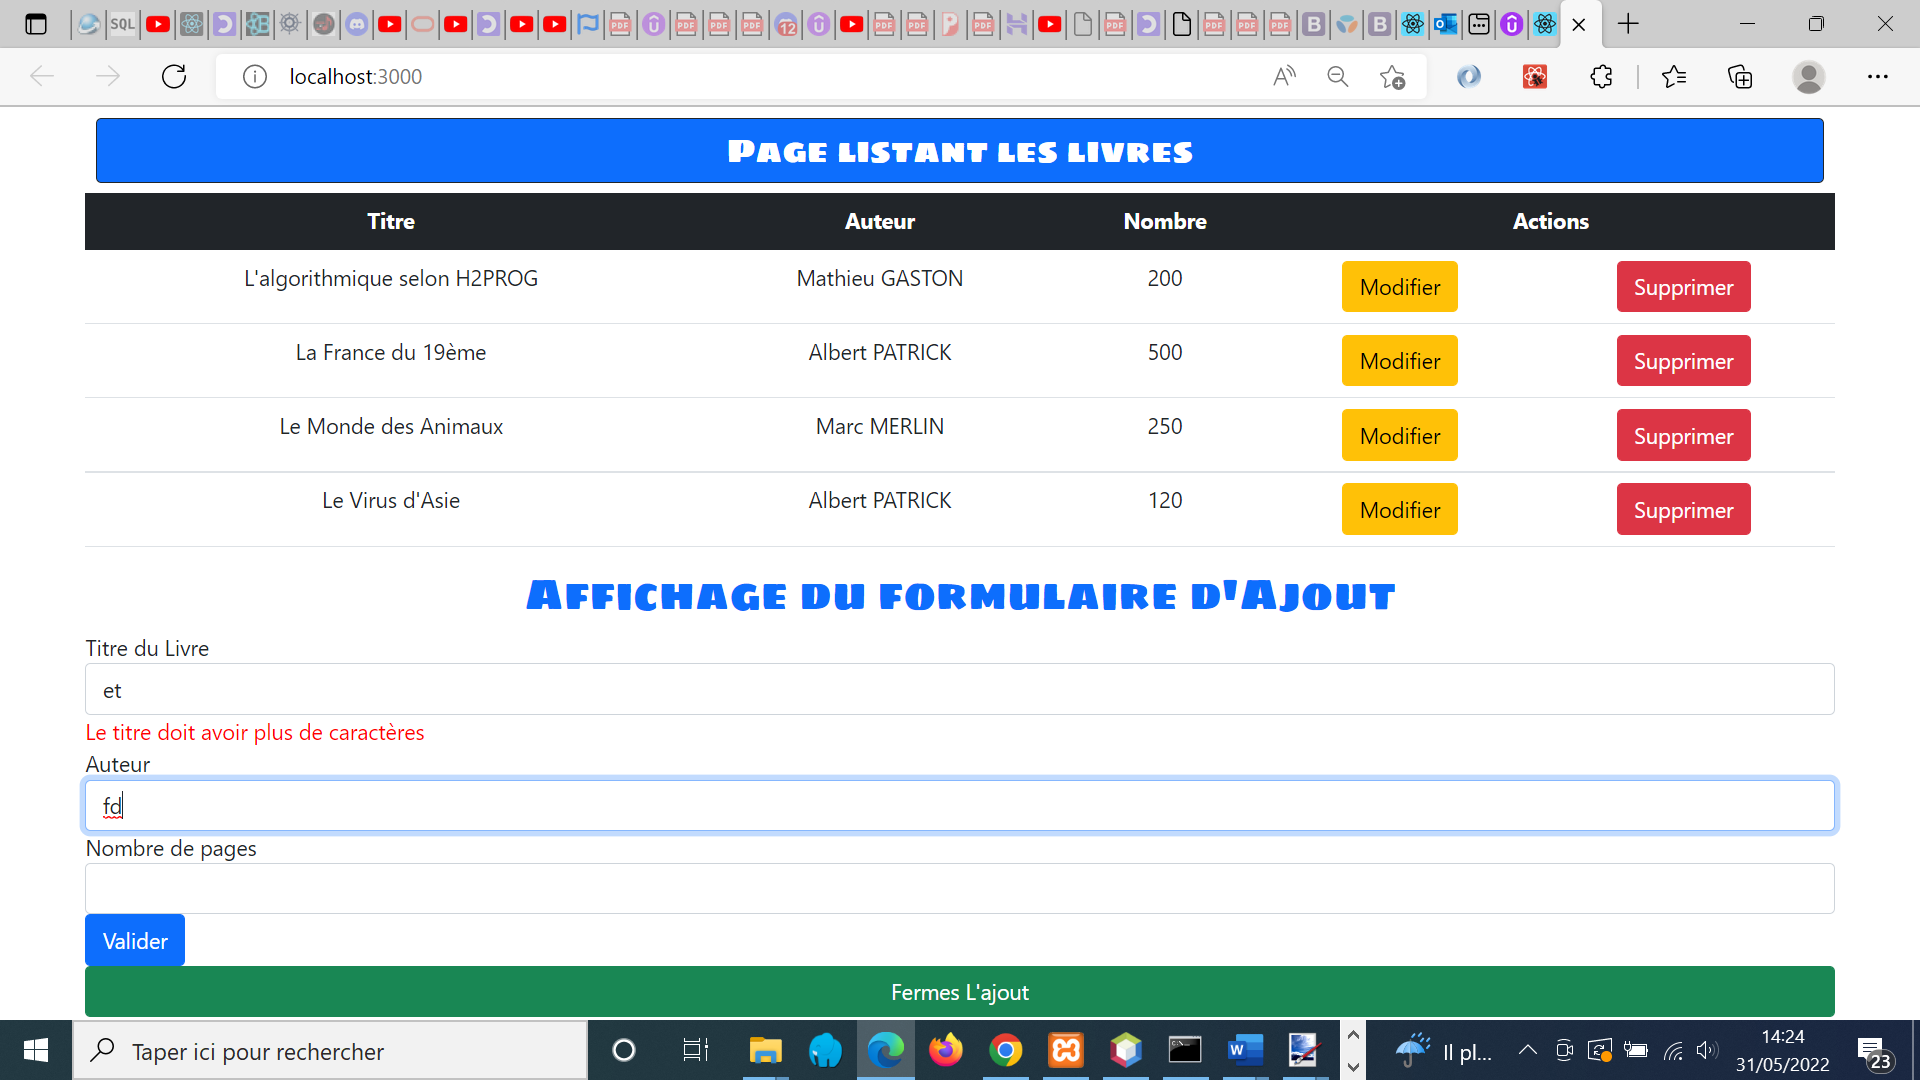 SQL
localhost:3000
Page listant les livres
Titre Auteur Nombre Actions
L'algorithmique selon H2PROG Mathieu GASTON 200 Modifier Supprimer
La France du 19ème Albert PATRICK 500 Modifier Supprimer
Le Monde des Animaux Marc MERLIN 250 Modifier Supprimer
Le Virus d'Asie Albert PATRICK 120 Modifier Supprimer
Affichage du formulaire d'Ajout
Titre du Livre
et
Le titre doit avoir plus de caractères
Auteur
fd
Nombre de pages
Valider
Fermes L'ajout
Taper ici pour rechercher
Il pl...
14:24
31/05/2022
23